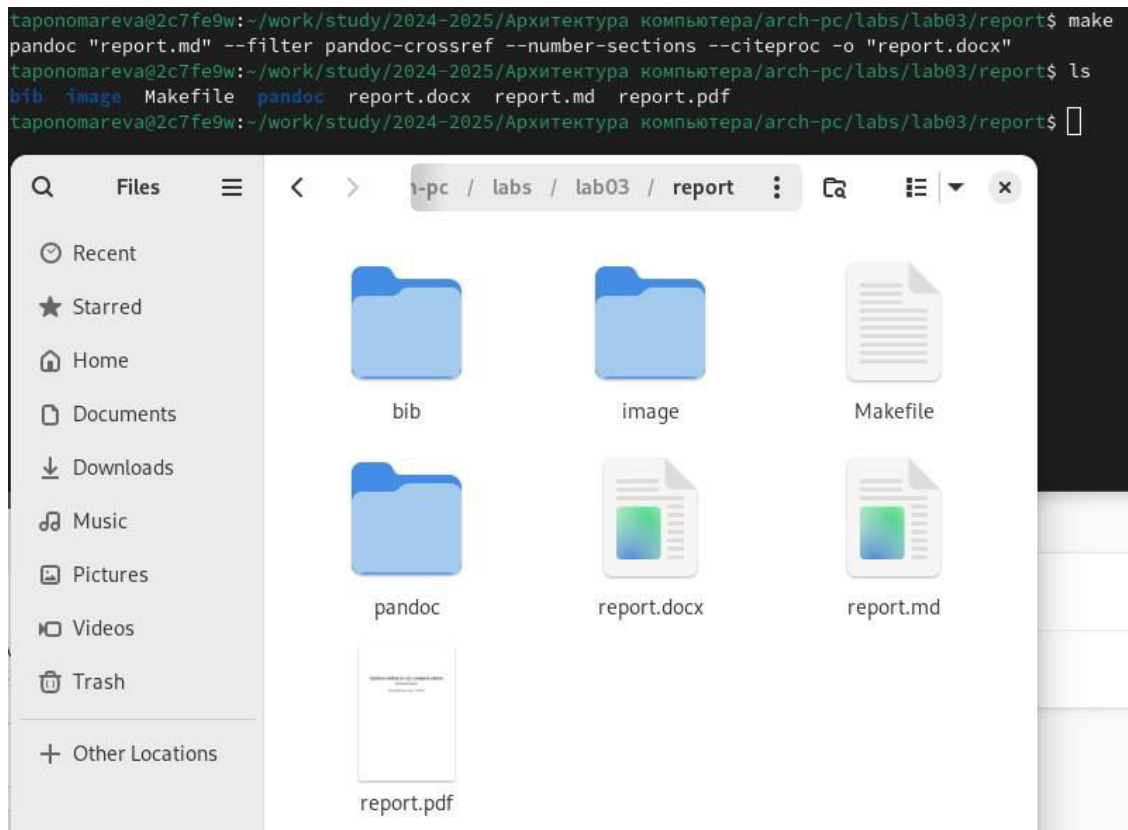 taponomareva@2c7fe9w:~/work/study/2024-2025/Архитектура компьютера/arch-pc/labs/lab03/report$ make
pandoc "report.md" --filter pandoc-crossref --number-sections --citeproc -o "report.docx"
taponomareva@2c7fe9w:~/work/study/2024-2025/Архитектура компьютера/arch-pc/labs/lab03/report$ ls
bib image Makefile pandoc report.docx report.md report.pdf
taponomareva@2c7fe9w:~/work/study/2024-2025/Архитектура компьютера/arch-pc/labs/lab03/report$
Files
-pc / labs / lab03 / report
Recent
Starred
Home
Documents
Downloads
Music
Pictures
Videos
Trash
Other Locations
bib
image
Makefile
pandoc
report.docx
report.md
report.pdf